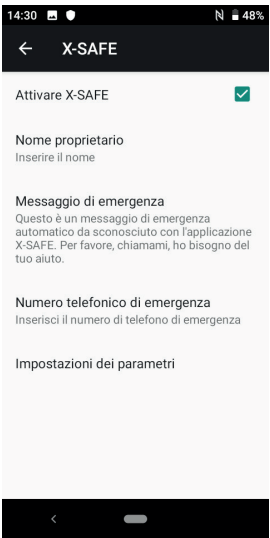 14:30 48%
X-SAFE
Attivare X-SAFE
Nome proprietario
Inserire il nome
Messaggio di emergenza
Questo è un messaggio di emergenza
automatico da sconosciuto con l'applicazione
X-SAFE. Per favore, chiamami, ho bisogno del
tuo aiuto.
Numero telefonico di emergenza
Inserisci il numero di telefono di emergenza
Impostazioni dei parametri